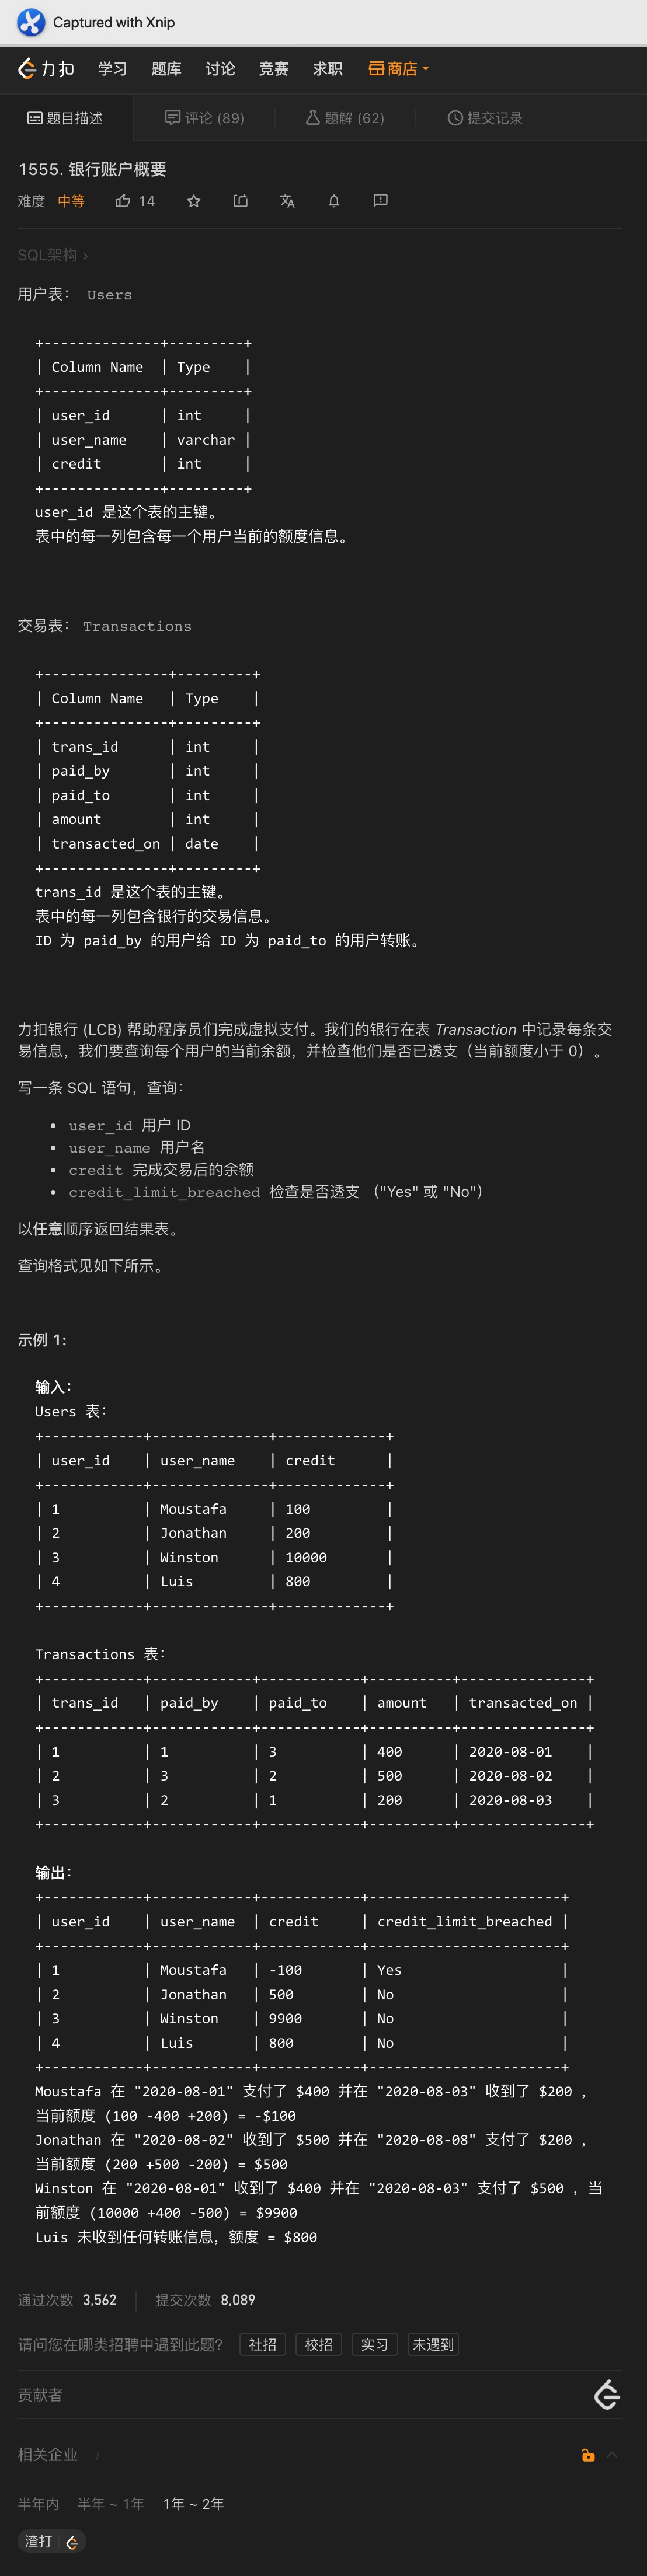 Captured with Xnip
力扣 学习 题库 讨论 竞赛 求职 商店
题目描述 评论 (89) 题解 (62) 提交记录
1555. 银行账户概要
难度 中等 14
SQL架构 >
用户表： Users
+--------------+---------+
| Column Name  | Type    |
+--------------+---------+
| user_id      | int     |
| user_name    | varchar |
| credit       | int     |
+--------------+---------+
user_id 是这个表的主键。
表中的每一列包含每一个用户当前的额度信息。
交易表： Transactions
+---------------+---------+
| Column Name   | Type    |
+---------------+---------+
| trans_id      | int     |
| paid_by       | int     |
| paid_to       | int     |
| amount        | int     |
| transacted_on | date    |
+---------------+---------+
trans_id 是这个表的主键。
表中的每一列包含银行的交易信息。
ID 为 paid_by 的用户给 ID 为 paid_to 的用户转账。
力扣银行 (LCB) 帮助程序员们完成虚拟支付。我们的银行在表 Transaction 中记录每条交
易信息，我们要查询每个用户的当前余额，并检查他们是否已透支（当前额度小于 0）。
写一条 SQL 语句，查询：
• user_id 用户 ID
• user_name 用户名
• credit 完成交易后的余额
• credit_limit_breached 检查是否透支 （"Yes" 或 "No"）
以任意顺序返回结果表。
查询格式见如下所示。
示例 1：
输入：
Users 表：
+------------+--------------+-------------+
| user_id    | user_name    | credit      |
+------------+--------------+-------------+
| 1          | Moustafa     | 100         |
| 2          | Jonathan     | 200         |
| 3          | Winston      | 10000       |
| 4          | Luis         | 800         |
+------------+--------------+-------------+
Transactions 表：
+------------+------------+------------+----------+---------------+
| trans_id   | paid_by    | paid_to    | amount   | transacted_on |
+------------+------------+------------+----------+---------------+
| 1          | 1          | 3          | 400      | 2020-08-01    |
| 2          | 3          | 2          | 500      | 2020-08-02    |
| 3          | 2          | 1          | 200      | 2020-08-03    |
+------------+------------+------------+----------+---------------+
输出：
+------------+------------+------------+-----------------------+
| user_id    | user_name  | credit     | credit_limit_breached |
+------------+------------+------------+-----------------------+
| 1          | Moustafa   | -100       | Yes                   |
| 2          | Jonathan   | 500        | No                    |
| 3          | Winston    | 9900       | No                    |
| 4          | Luis       | 800        | No                    |
+------------+------------+------------+-----------------------+
Moustafa 在 "2020-08-01" 支付了 $400 并在 "2020-08-03" 收到了 $200 ，
当前额度 (100 -400 +200) = -$100
Jonathan 在 "2020-08-02" 收到了 $500 并在 "2020-08-08" 支付了 $200 ，
当前额度 (200 +500 -200) = $500
Winston 在 "2020-08-01" 收到了 $400 并在 "2020-08-03" 支付了 $500 ，当
前额度 (10000 +400 -500) = $9900
Luis 未收到任何转账信息，额度 = $800
通过次数 3,562 提交次数 8,089
请问您在哪类招聘中遇到此题？ 社招 校招 实习 未遇到
贡献者
相关企业 i
半年内 半年 ~ 1年 1年 ~ 2年
渣打